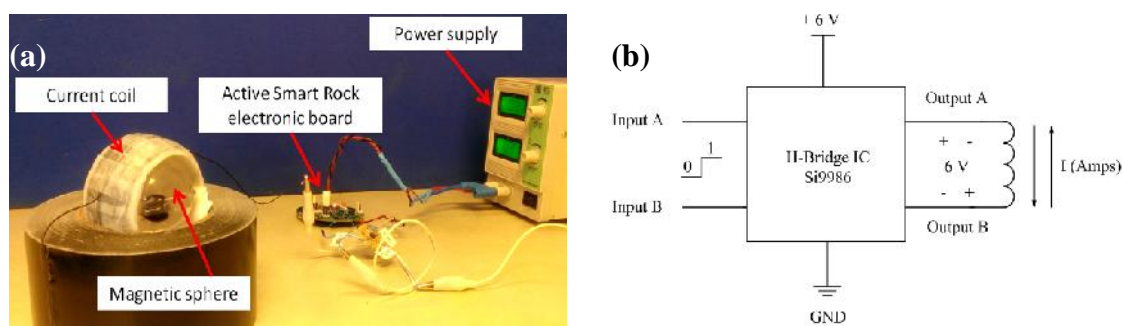 (a)
Power supply
Current coil
Active Smart Rock
electronic board
Magnetic sphere
(b)
+ 6 V
Output A
Input A
0 1
H-Bridge IC
Si9986
+ -
6 V
- +
I (Amps)
Input B
Output B
GND